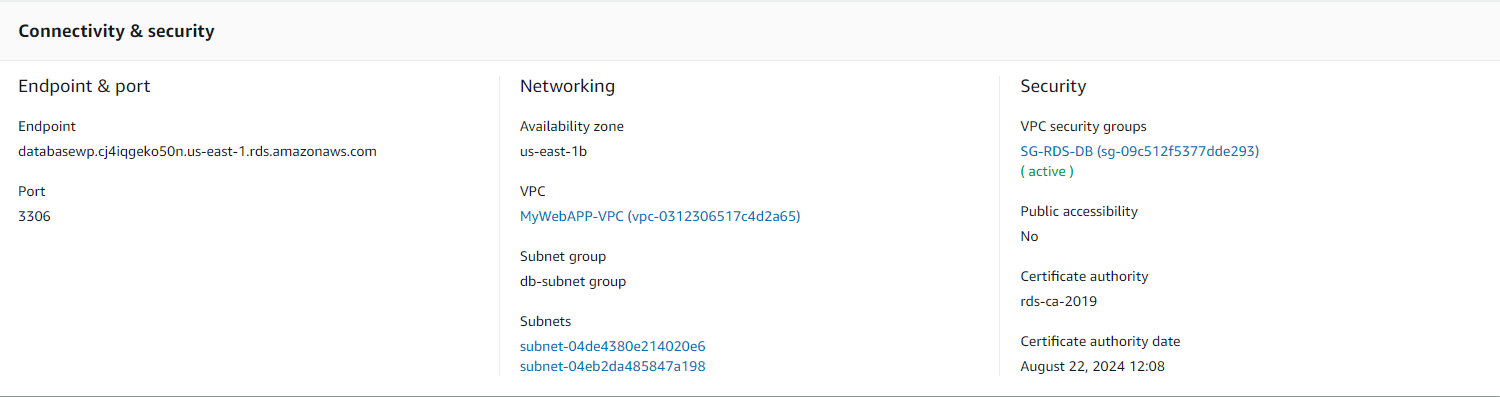 Connectivity & security
Endpoint & port
Endpoint
databasewp.cj4iqgeko50n.us-east-1.rds.amazonaws.com
Port
3306
Networking
Availability zone
us-east-1b
VPC
MyWebAPP-VPC (vpc-0312306517c4d2a65)
Subnet group
db-subnet group
Subnets
subnet-04de4380e214020e6
subnet-04eb2da485847a198
Security
VPC security groups
SG-RDS-DB (sg-09c512f5377dde293)
( active )
Public accessibility
No
Certificate authority
rds-ca-2019
Certificate authority date
August 22, 2024 12:08